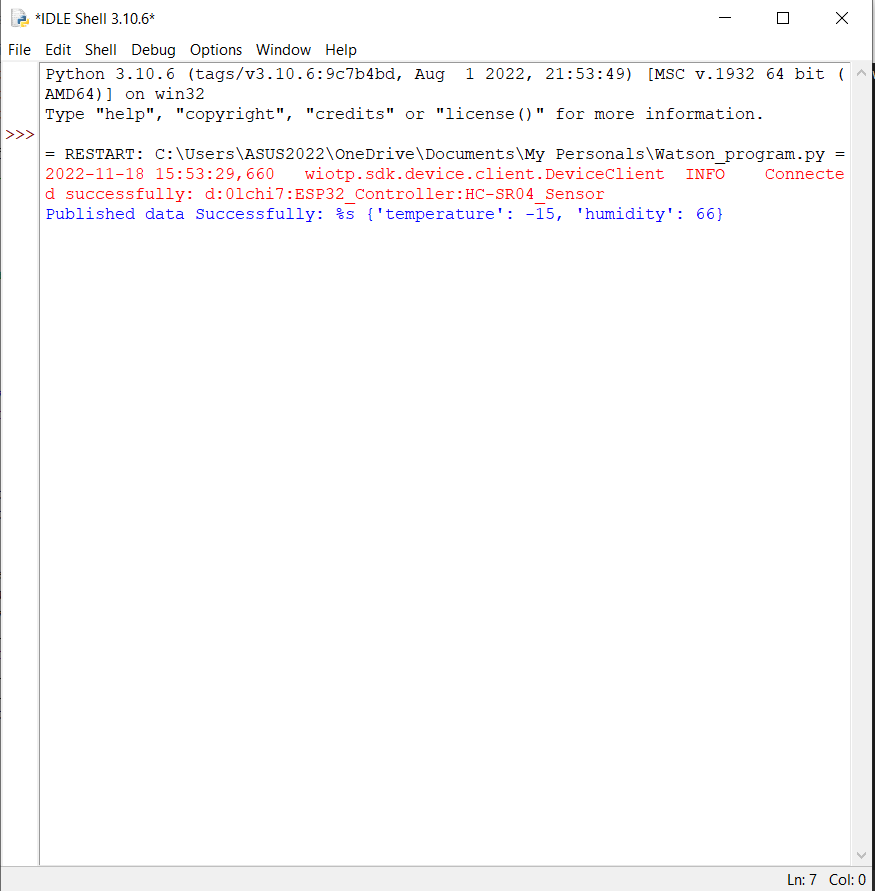 *IDLE Shell 3.10.6*
File Edit Shell Debug Options Window Help
Python 3.10.6 (tags/v3.10.6:9c7b4bd, Aug  1 2022, 21:53:49) [MSC v.1932 64 bit (
AMD64)] on win32
Type "help", "copyright", "credits" or "license()" for more information.
>>>
= RESTART: C:\Users\ASUS2022\OneDrive\Documents\My Personals\Watson_program.py =
2022-11-18 15:53:29,660   wiotp.sdk.device.client.DeviceClient  INFO    Connecte
d successfully: d:0lchi7:ESP32_Controller:HC-SR04_Sensor
Published data Successfully: %s {'temperature': -15, 'humidity': 66}
Ln: 7 Col: 0